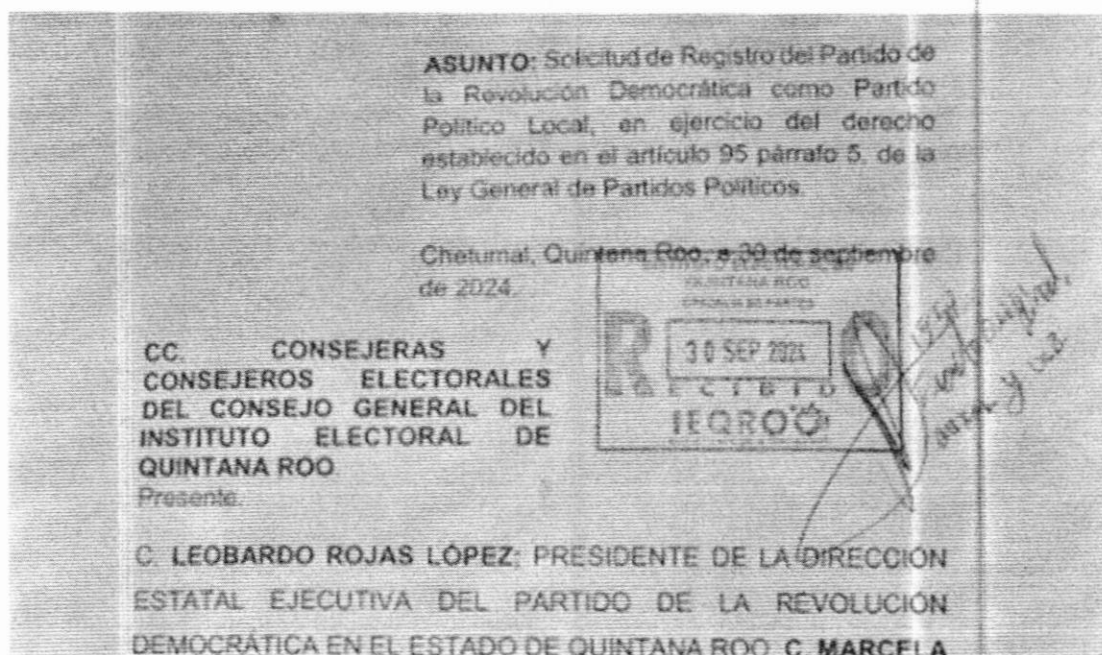 ASUNTO: Solicitud de Registro del Partido de
la Revolución Democrática como Partido
Político Local, en ejercicio del derecho
establecido en el artículo 95 párrafo 5, de la
Ley General de Partidos Políticos.
Chetumal, Quintana Roo, a 30 de septiembre
de 2024.
QUINTANA ROO
30 SEP 2024
RECIBIDO
IEQROO
CC. CONSEJERAS Y
CONSEJEROS ELECTORALES
DEL CONSEJO GENERAL DEL
INSTITUTO ELECTORAL DE
QUINTANA ROO
Presente.
C. LEOBARDO ROJAS LÓPEZ; PRESIDENTE DE LA DIRECCIÓN
ESTATAL EJECUTIVA DEL PARTIDO DE LA REVOLUCIÓN
DEMOCRÁTICA EN EL ESTADO DE QUINTANA ROO, C. MARCELA